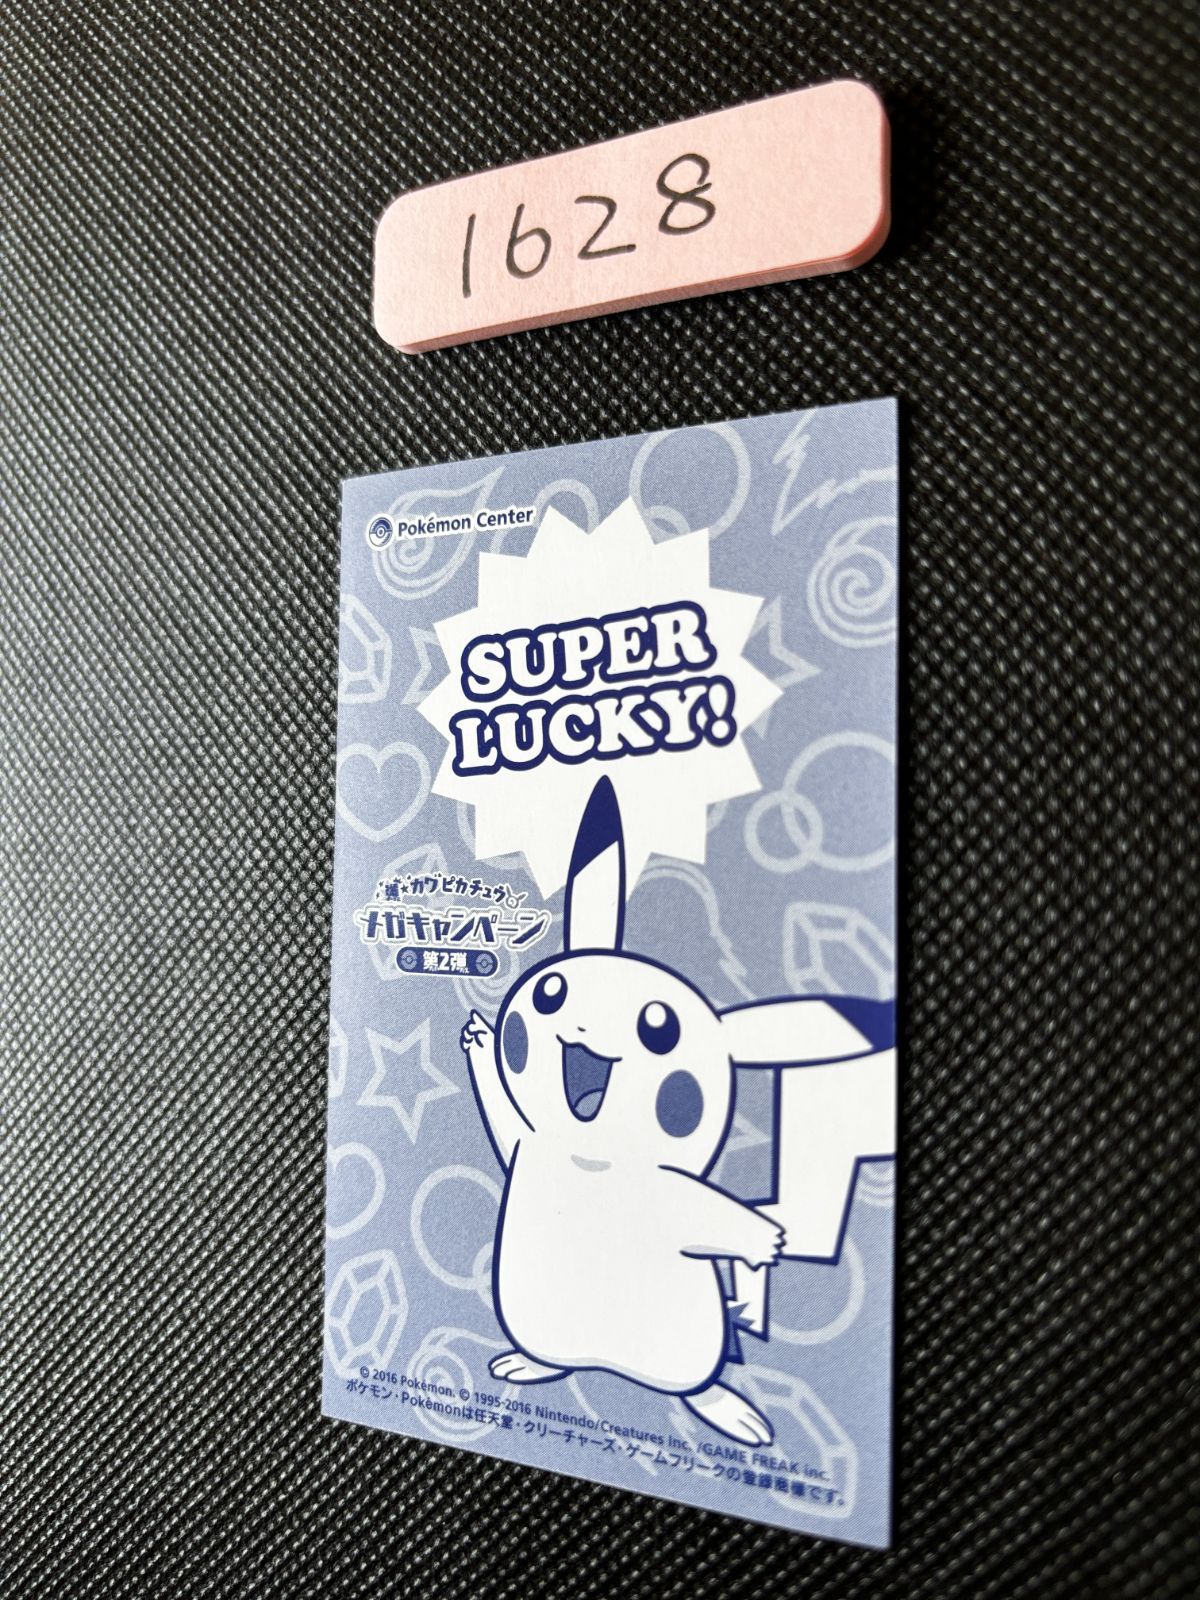 1628
Pokémon Center
SUPER
LUCKY!
爆★カワピカチュウの
メガキャンペーン
第2弾
© 2016 Pokémon. © 1995-2016 Nintendo/Creatures Inc. /GAME FREAK inc.
ポケモン・Pokémonは任天堂・クリーチャーズ・ゲームフリークの登録商標です。